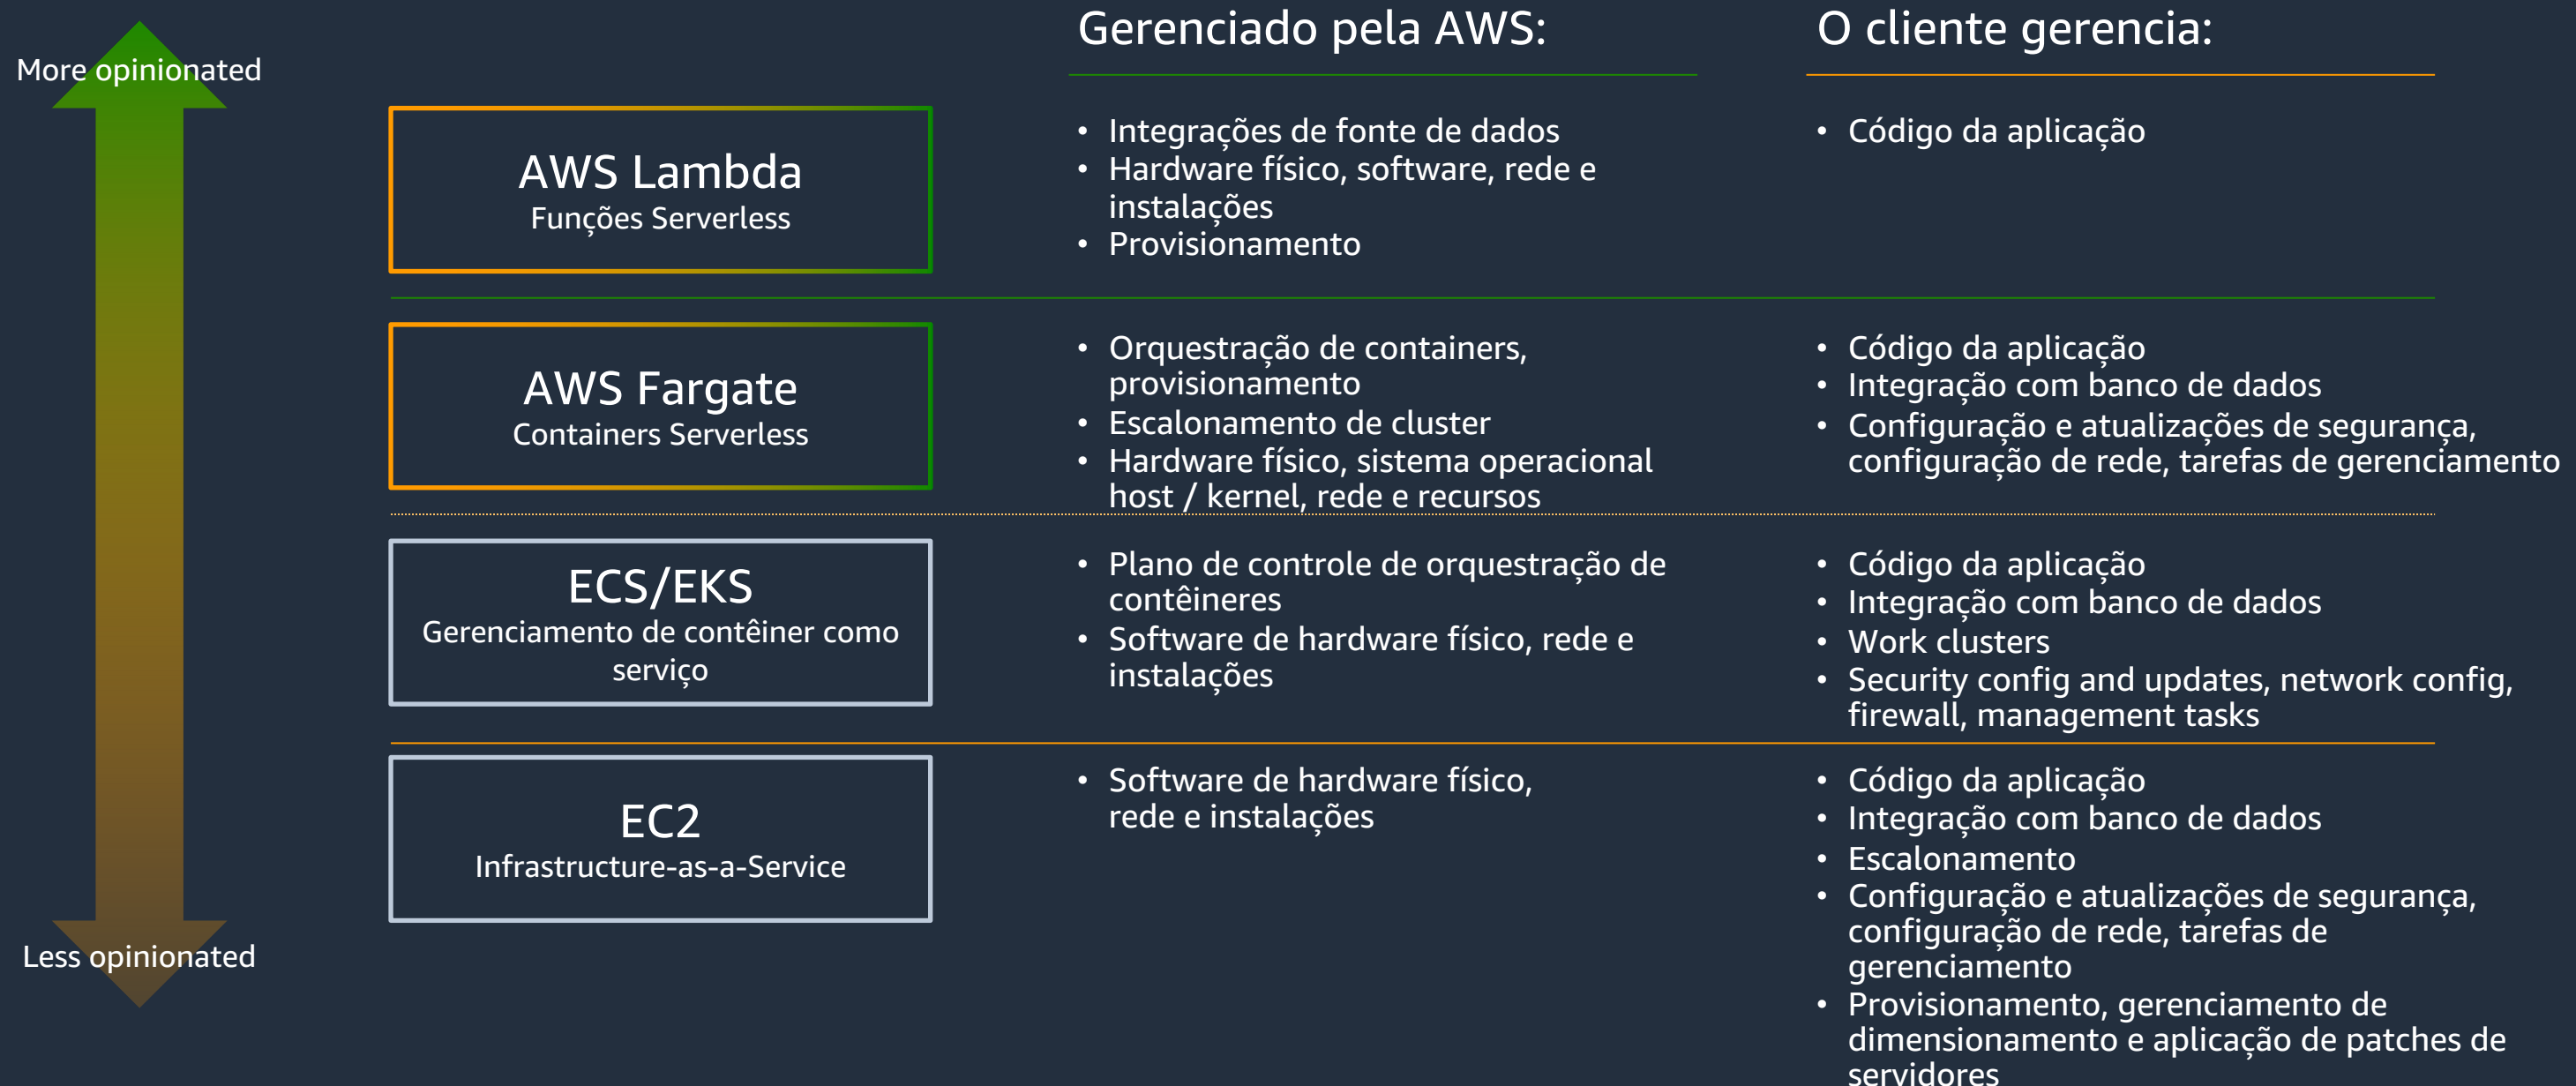 Gerenciado pela AWS:
O cliente gerencia:
More opinionated
AWS Lambda
Funções Serverless
• Integrações de fonte de dados
• Hardware físico, software, rede e
instalações
• Provisionamento
• Código da aplicação
AWS Fargate
Containers Serverless
• Orquestração de containers,
provisionamento
• Escalonamento de cluster
• Hardware físico, sistema operacional
host / kernel, rede e recursos
• Código da aplicação
• Integração com banco de dados
• Configuração e atualizações de segurança,
configuração de rede, tarefas de gerenciamento
ECS/EKS
Gerenciamento de contêiner como
serviço
• Plano de controle de orquestração de
contêineres
• Software de hardware físico, rede e
instalações
• Código da aplicação
• Integração com banco de dados
• Work clusters
• Security config and updates, network config,
firewall, management tasks
EC2
Infrastructure-as-a-Service
• Software de hardware físico,
rede e instalações
• Código da aplicação
• Integração com banco de dados
• Escalonamento
• Configuração e atualizações de segurança,
configuração de rede, tarefas de
gerenciamento
• Provisionamento, gerenciamento de
dimensionamento e aplicação de patches de
servidores
Less opinionated